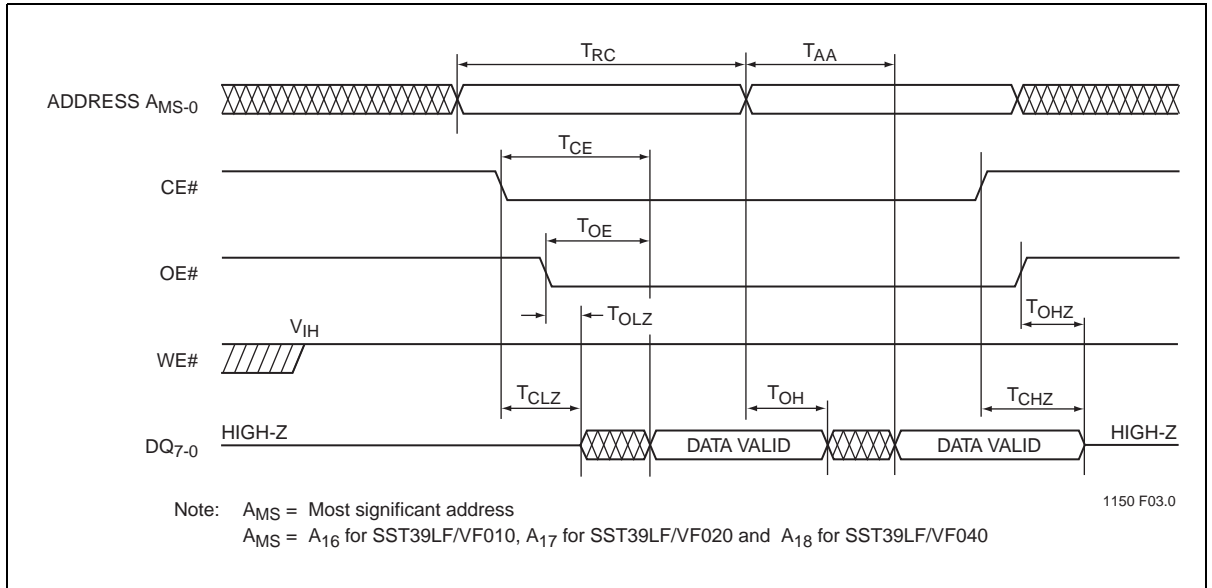 TRC TAA
ADDRESS AMS-0
TCE
CE#
TOE
OE#
TOLZ TOHZ
VIH
WE#
TCLZ TOH TCHZ
DQ7-0 HIGH-Z DATA VALID DATA VALID HIGH-Z
Note: AMS = Most significant address
1150 F03.0
AMS = A16 for SST39LF/VF010, A17 for SST39LF/VF020 and A18 for SST39LF/VF040